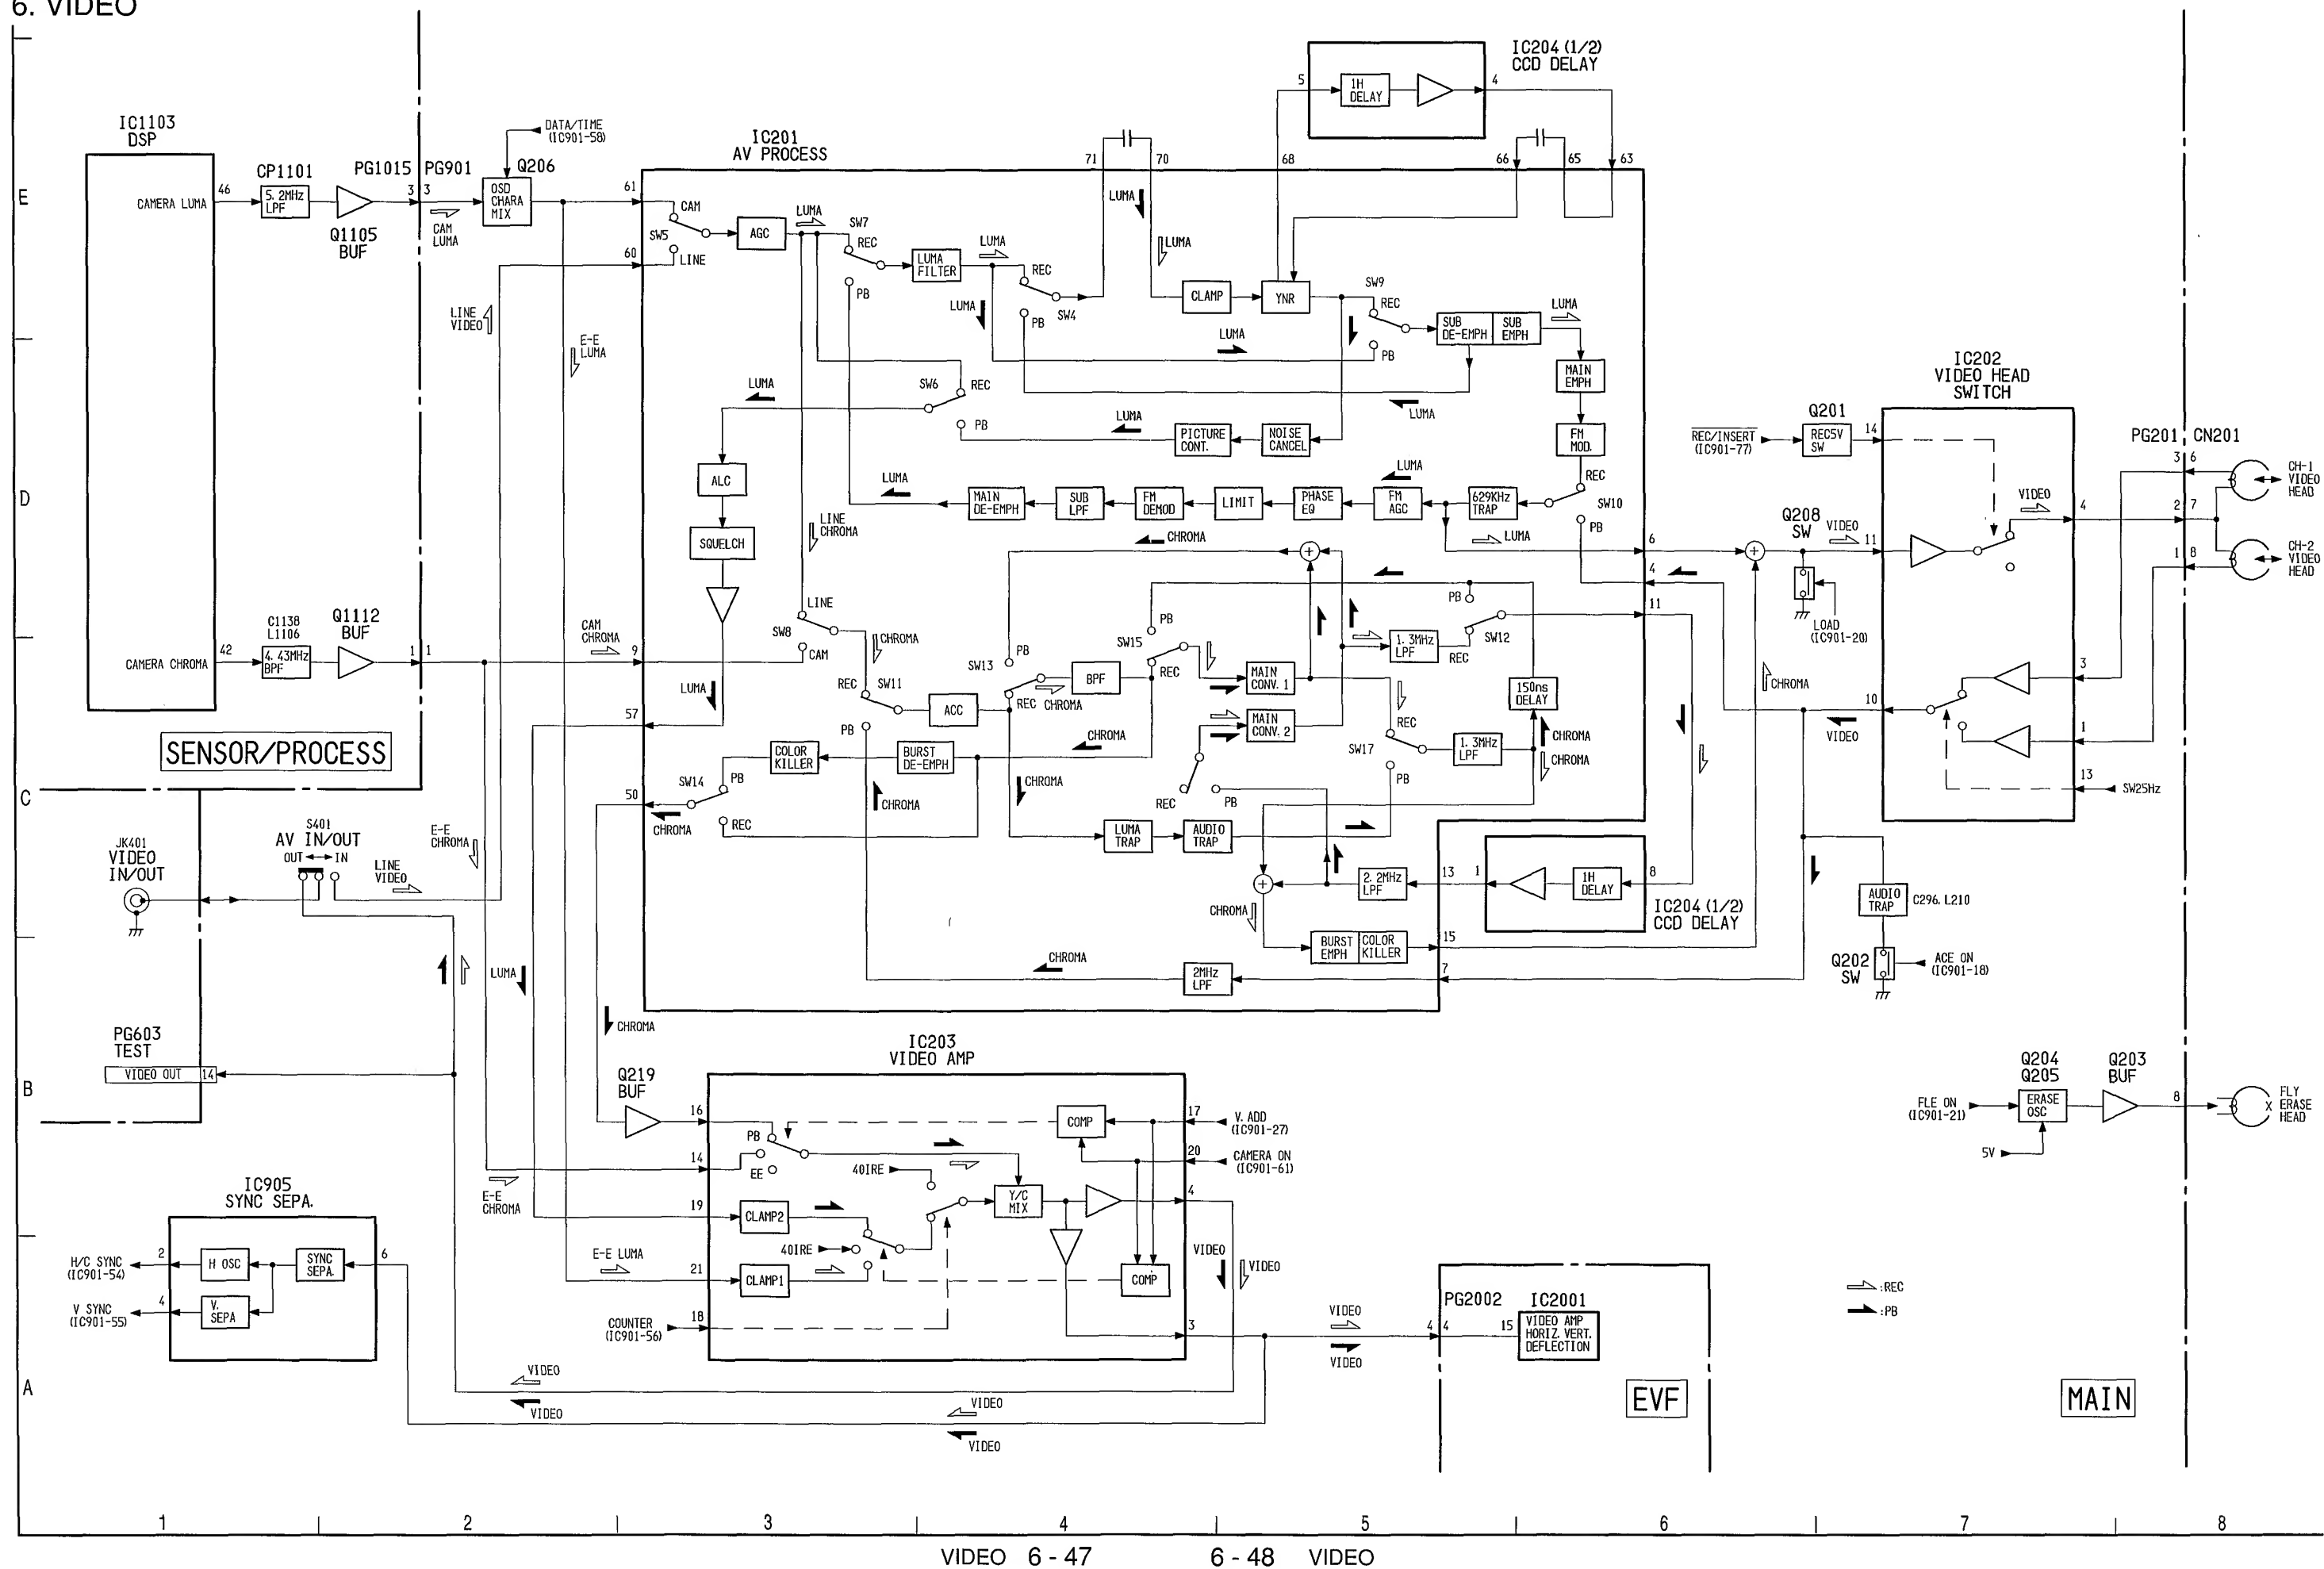 6. VIDEO
IC204 (1/2)
CCD DELAY
5
1H
DELAY
4
IC1103
DSP
CP1101
PG1015
PG901
DATA/TIME
(IC901-58)
Q206
IC201
AV PROCESS
71
70
68
66
65
63
E
CAMERA LUMA
46
5.2MHz
LPF
Q1105
BUF
3
3
CAM
LUMA
OSD
CHARA
MIX
61
CAM
SW5
LINE
60
AGC
LUMA
SW7
REC
PB
LUMA
FILTER
LUMA
REC
SW4
PB
LUMA
LUMA
LUMA
CLAMP
YNR
SW9
REC
PB
LUMA
SUB
DE-EMPH
SUB
EMPH
LUMA
MAIN
EMPH
FM
MOD.
LINE
VIDEO
E-E
LUMA
LUMA
SW6
REC
PB
LUMA
LUMA
PICTURE
CONT.
NOISE
CANCEL
IC202
VIDEO HEAD
SWITCH
Q201
REC/INSERT
(IC901-77)
REC5V
SW
14
PG201
CN201
3
6
CH-1
VIDEO
HEAD
D
ALC
SQUELCH
LUMA
MAIN
DE-EMPH
SUB
LPF
FM
DEMOD
LIMIT
PHASE
EQ
LUMA
FM
AGC
629KHz
TRAP
REC
SW10
PB
LINE
CHROMA
CHROMA
LUMA
6
4
11
Q208
SW
VIDEO
11
LOAD
(IC901-20)
VIDEO
4
2
7
1
8
CH-2
VIDEO
HEAD
C1138
L1106
Q1112
BUF
CAMERA CHROMA
42
4.43MHz
BPF
1
1
CAM
CHROMA
9
LINE
SW8
CAM
CHROMA
REC
SW11
PB
ACC
SW13
PB
REC
CHROMA
BPF
SW15
PB
REC
MAIN
CONV. 1
MAIN
CONV. 2
1.3MHz
LPF
PB
SW12
REC
150ns
DELAY
CHROMA
CHROMA
3
10
1
VIDEO
13
SW25Hz
CHROMA
LUMA
57
SENSOR/PROCESS
COLOR
KILLER
BURST
DE-EMPH
CHROMA
SW17
REC
PB
1.3MHz
LPF
C
50
CHROMA
SW14
PB
REC
CHROMA
CHROMA
REC
PB
LUMA
TRAP
AUDIO
TRAP
JK401
VIDEO
IN/OUT
S401
AV IN/OUT
OUT
IN
LINE
VIDEO
E-E
CHROMA
CHROMA
2.2MHz
LPF
13
1
1H
DELAY
8
IC204 (1/2)
CCD DELAY
AUDIO
TRAP
C296. L210
BURST
EMPH
COLOR
KILLER
15
7
CHROMA
2MHz
LPF
Q202
SW
ACE ON
(IC901-18)
LUMA
CHROMA
PG603
TEST
VIDEO OUT
14
B
Q219
BUF
IC203
VIDEO AMP
16
PB
EE
14
COMP
17
V. ADD
(IC901-27)
20
CAMERA ON
(IC901-61)
40IRE
E-E
CHROMA
19
CLAMP2
Y/C
MIX
4
40IRE
E-E LUMA
21
CLAMP1
COMP
VIDEO
VIDEO
COUNTER
(IC901-56)
18
3
Q204
Q205
Q203
BUF
FLE ON
(IC901-21)
ERASE
OSC
5V
8
FLY
ERASE
HEAD
IC905
SYNC SEPA.
H/C SYNC
(IC901-54)
2
H OSC
SYNC
SEPA.
6
V SYNC
(IC901-55)
4
V.
SEPA
VIDEO
VIDEO
4
PG2002
4
IC2001
15
VIDEO AMP
HORIZ. VERT.
DEFLECTION
:REC
:PB
A
VIDEO
VIDEO
VIDEO
VIDEO
EVF
MAIN
1
2
3
4
5
6
7
8
VIDEO 6 - 47
6 - 48 VIDEO